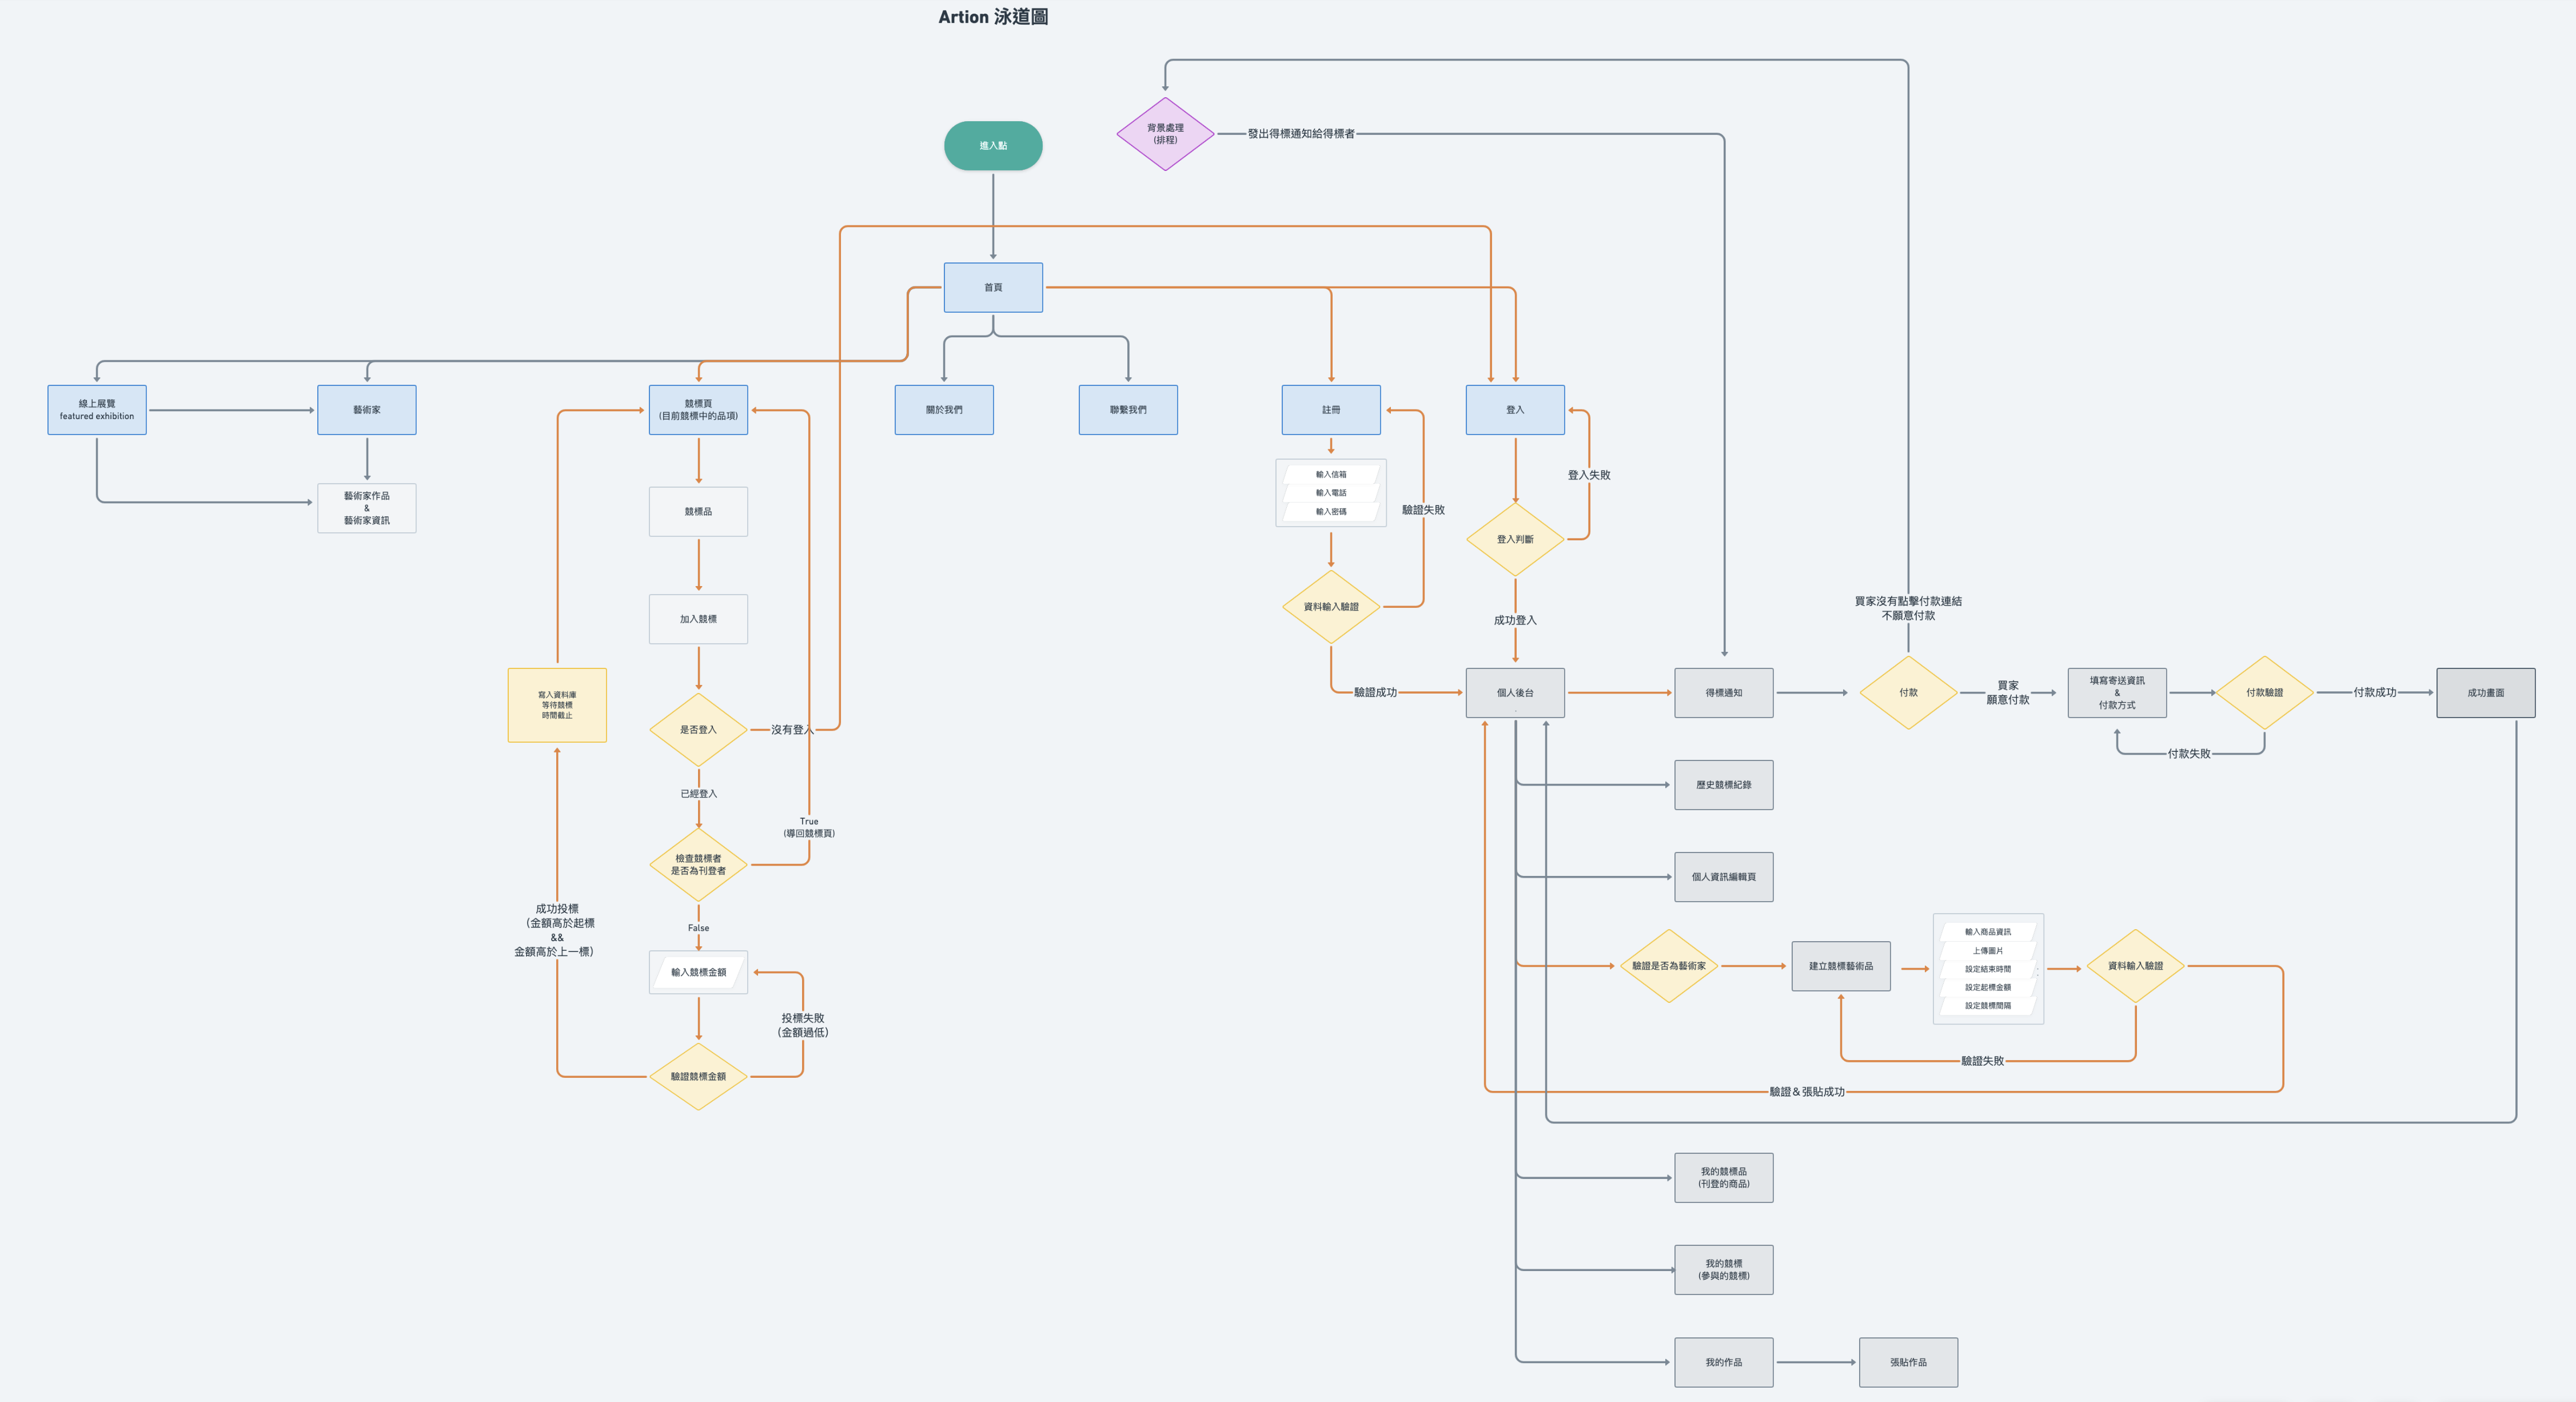 Artion 泳道圖
背景處理
(排程)
發出得標通知給得標者
進入點
首頁
線上展覽
featured exhibition
藝術家
競標頁
(目前競標中的品項)
關於我們
聯繫我們
註冊
登入
藝術家作品
&
藝術家資訊
競標品
輸入信箱
輸入電話
輸入密碼
驗證失敗
登入失敗
登入判斷
加入競標
資料輸入驗證
成功登入
買家沒有點擊付款連結
不願意付款
寫入資料庫
等待競標
時間截止
是否登入
沒有登入
驗證成功
個人後台
得標通知
付款
買家
願意付款
填寫寄送資訊
&
付款方式
付款驗證
付款成功
成功畫面
付款失敗
已經登入
True
(導回競標頁)
歷史競標紀錄
檢查競標者
是否為刊登者
個人資訊編輯頁
成功投標
(金額高於起標
&&
金額高於上一標)
False
輸入競標金額
投標失敗
(金額過低)
驗證競標金額
驗證是否為藝術家
建立競標藝術品
輸入商品資訊
上傳圖片
設定結束時間
設定起標金額
設定競標間隔
資料輸入驗證
驗證失敗
驗證＆張貼成功
我的競標品
(刊登的商品)
我的競標
(參與的競標)
我的作品
張貼作品